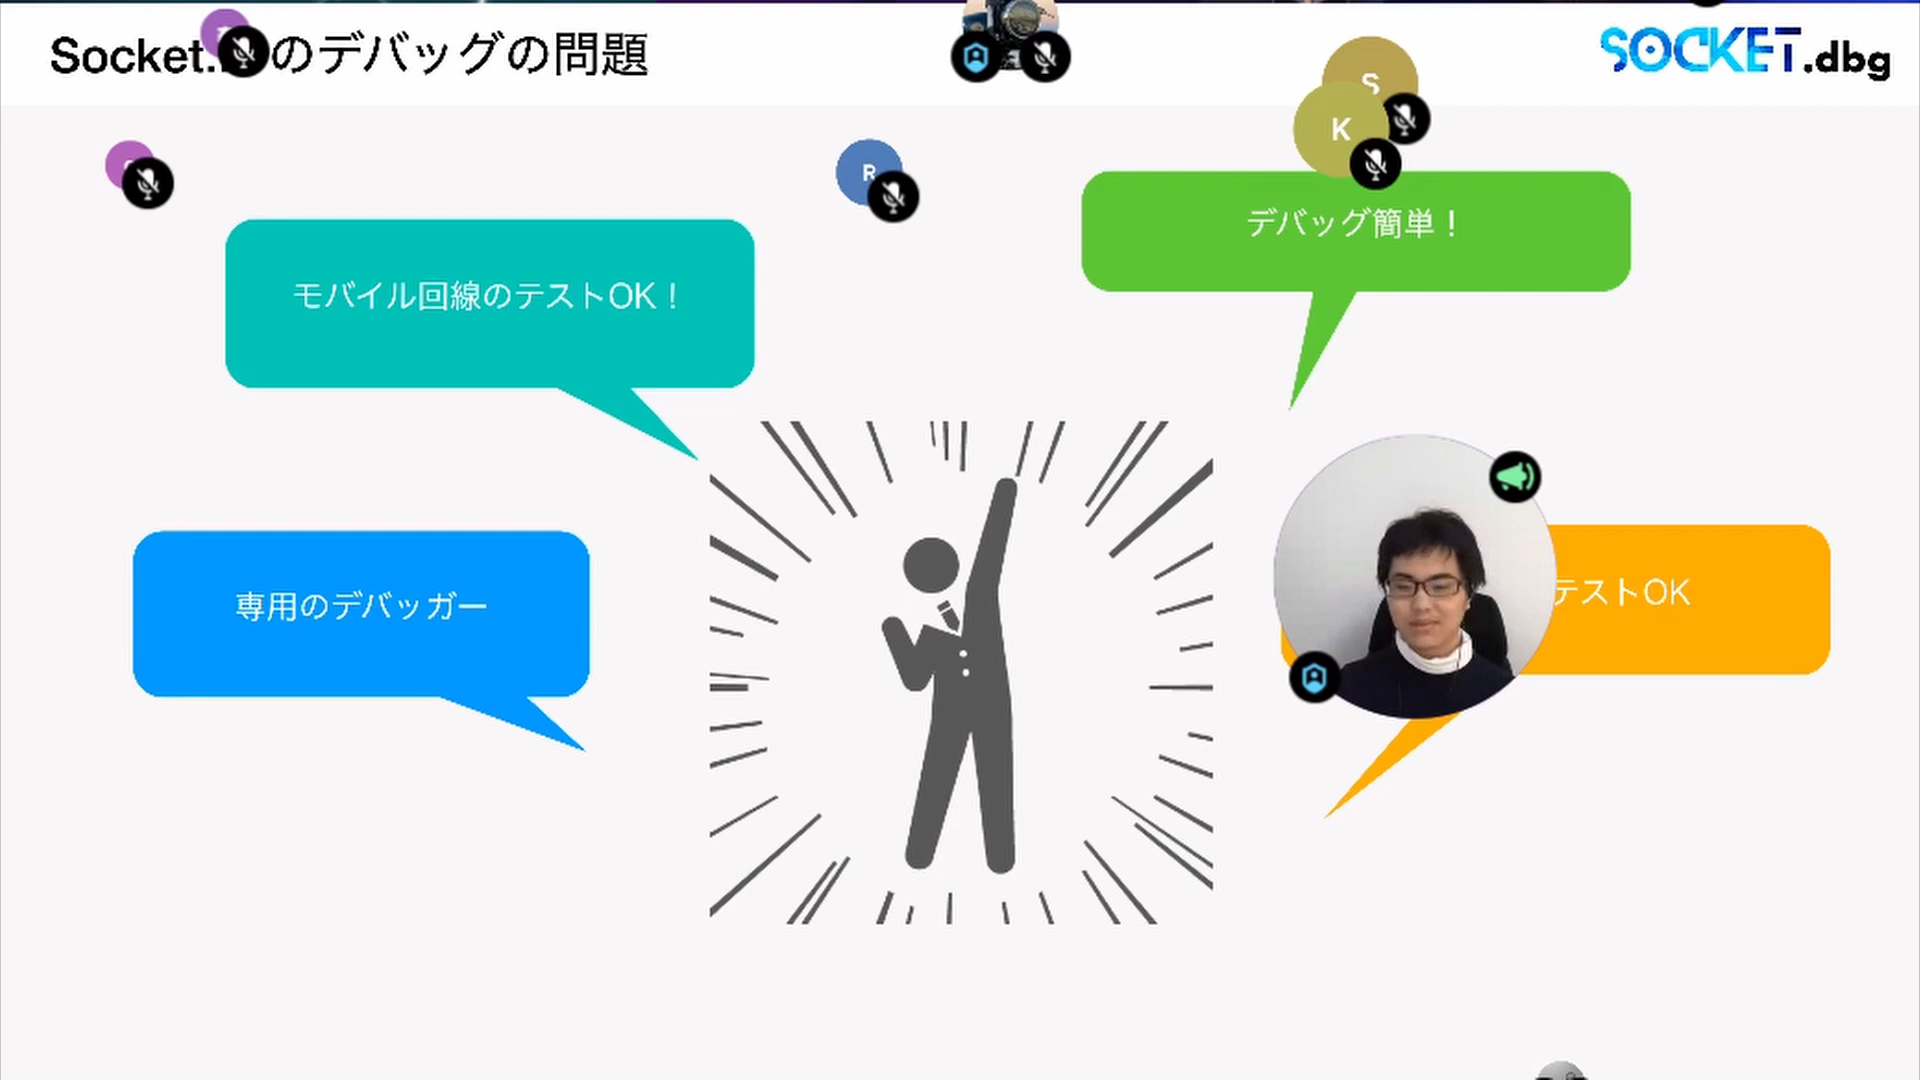 Socket.のデバッグの問題
SOCKET.dbg
S
K
R
デバッグ簡単！
モバイル回線のテストOK！
テストOK
専用のデバッガー